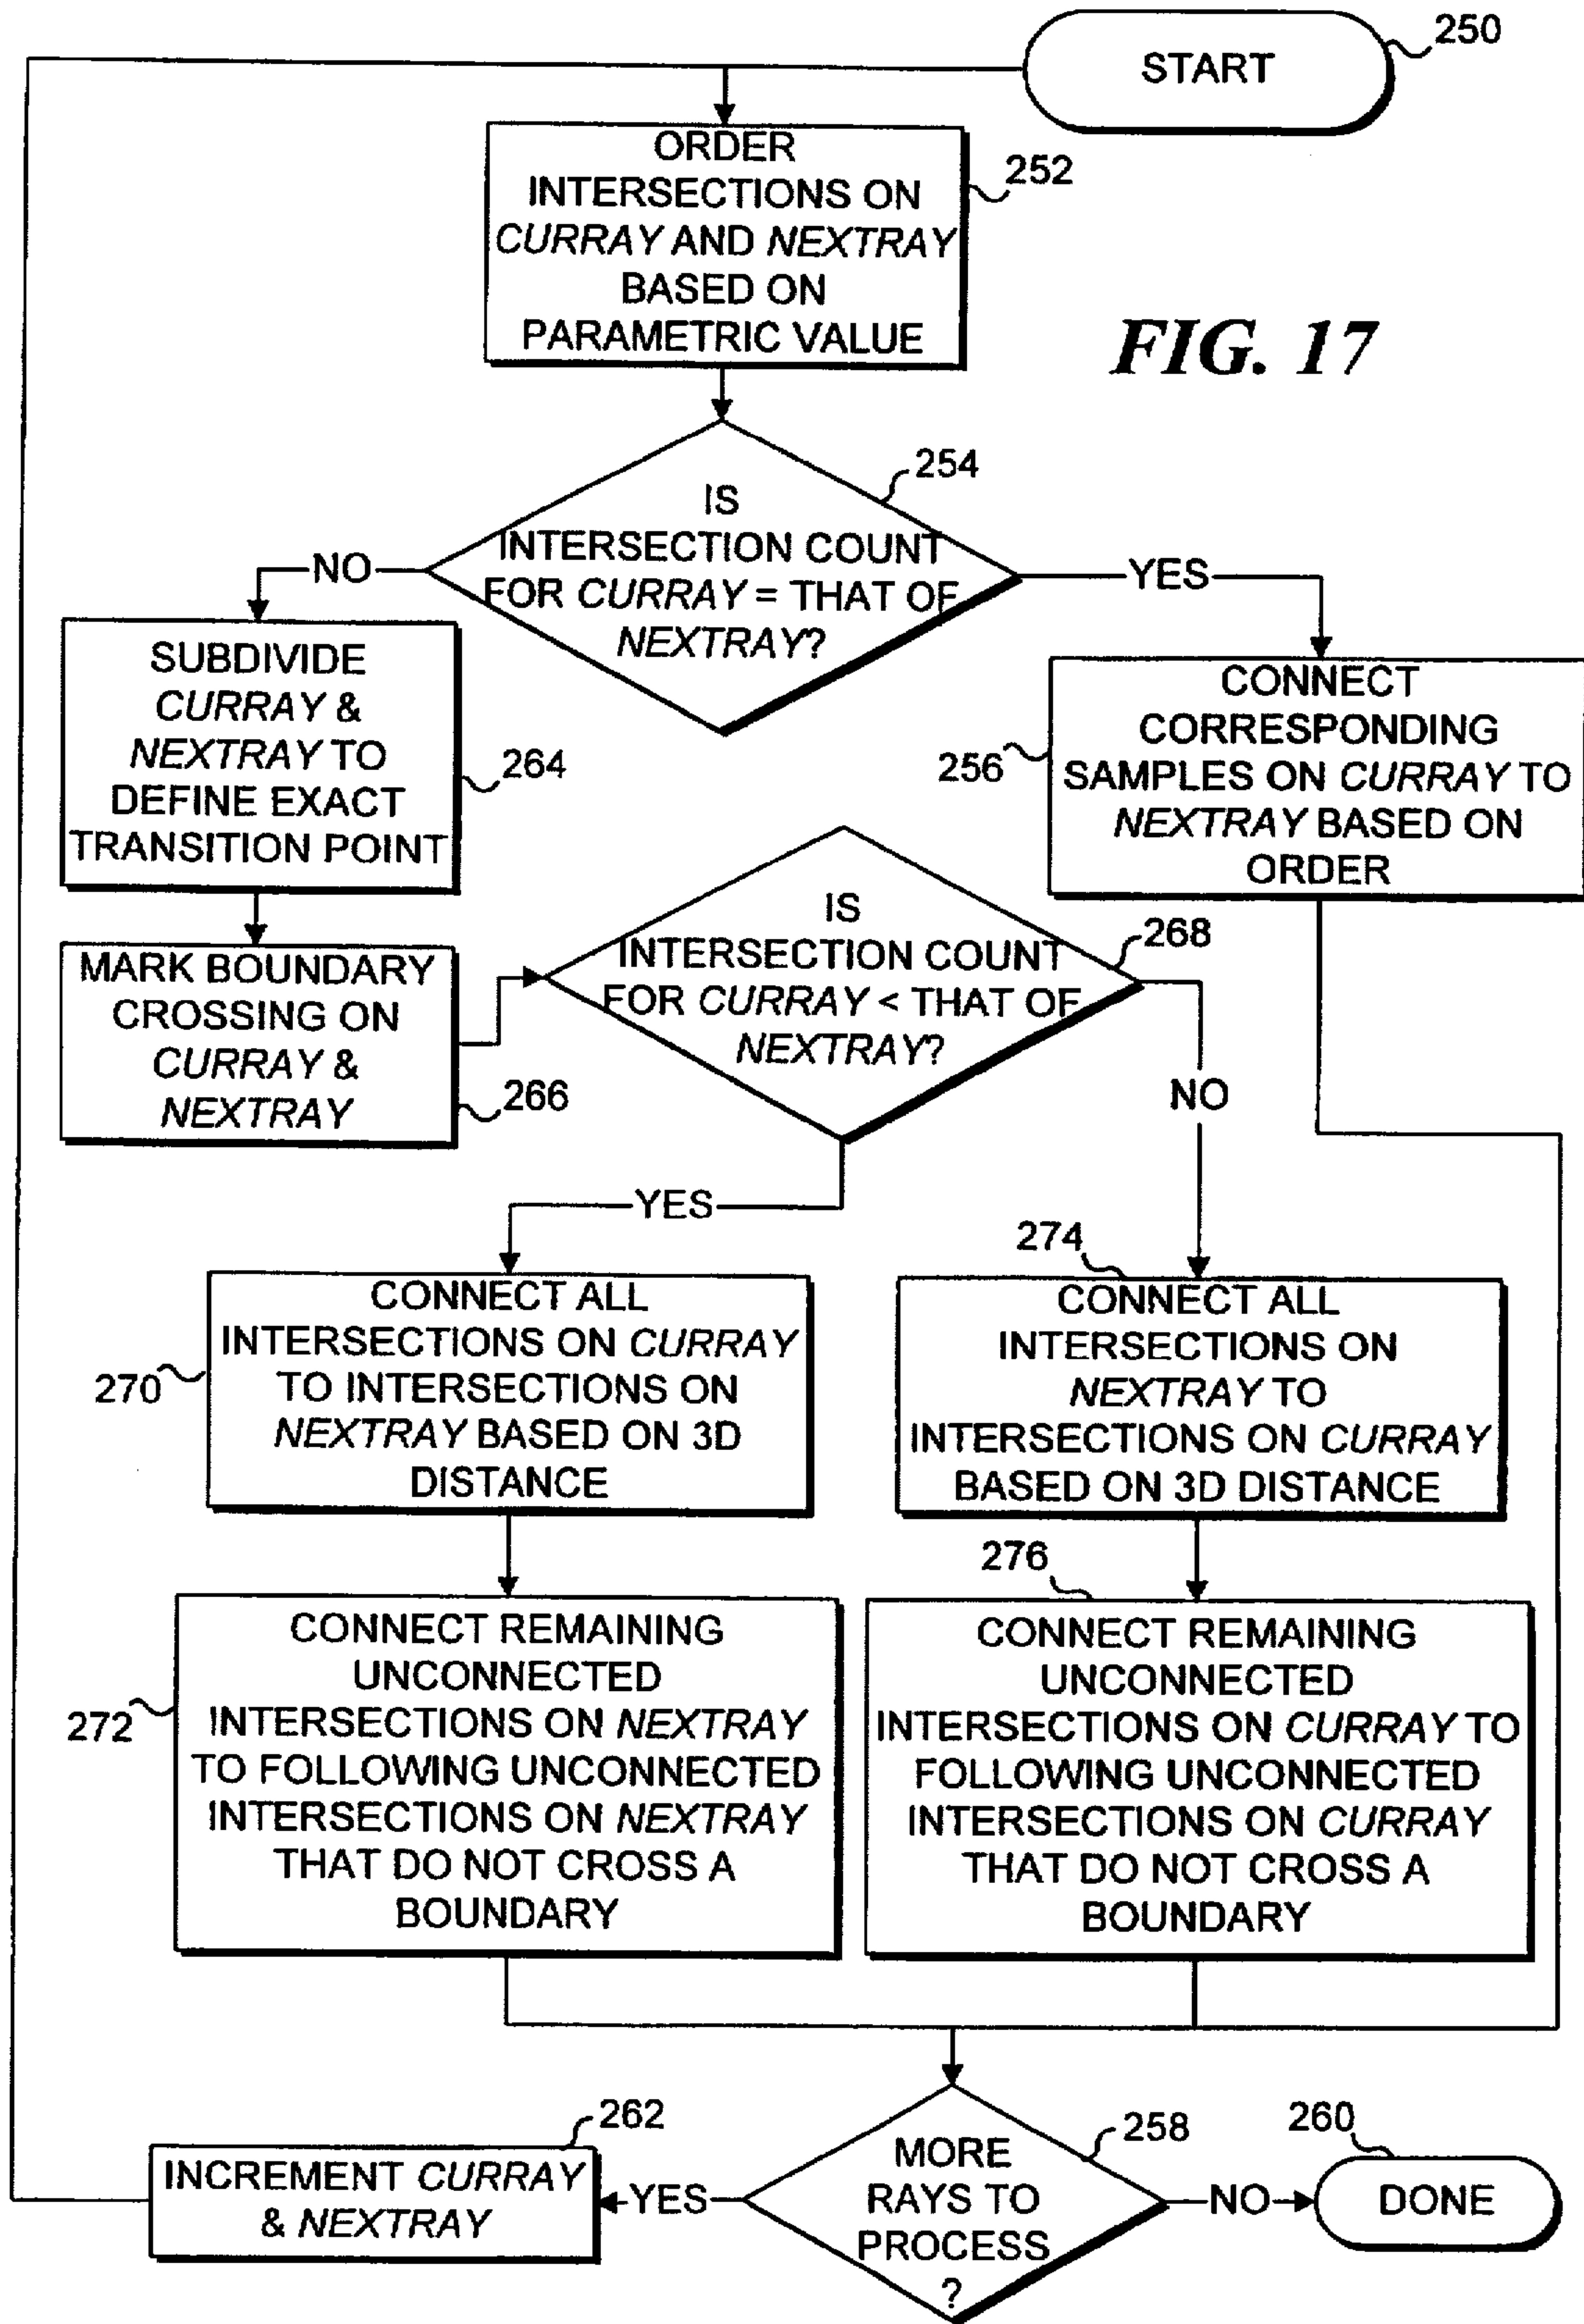 250
START
ORDER
INTERSECTIONS ON
CURRAY AND NEXTRAY
BASED ON
PARAMETRIC VALUE
252
FIG. 17
254
IS
INTERSECTION COUNT
FOR CURRAY = THAT OF
NEXTRAY?
NO
YES
SUBDIVIDE
CURRAY &
NEXTRAY TO
DEFINE EXACT
TRANSITION POINT
264
256
CONNECT
CORRESPONDING
SAMPLES ON CURRAY TO
NEXTRAY BASED ON
ORDER
MARK BOUNDARY
CROSSING ON
CURRAY &
NEXTRAY
266
IS
INTERSECTION COUNT
FOR CURRAY < THAT OF
NEXTRAY?
268
NO
YES
274
CONNECT ALL
INTERSECTIONS ON CURRAY
TO INTERSECTIONS ON
NEXTRAY BASED ON 3D
DISTANCE
270
CONNECT ALL
INTERSECTIONS ON
NEXTRAY TO
INTERSECTIONS ON CURRAY
BASED ON 3D DISTANCE
276
CONNECT REMAINING
UNCONNECTED
INTERSECTIONS ON NEXTRAY
TO FOLLOWING UNCONNECTED
INTERSECTIONS ON NEXTRAY
THAT DO NOT CROSS A
BOUNDARY
272
CONNECT REMAINING
UNCONNECTED
INTERSECTIONS ON CURRAY TO
FOLLOWING UNCONNECTED
INTERSECTIONS ON CURRAY
THAT DO NOT CROSS A
BOUNDARY
262
INCREMENT CURRAY
& NEXTRAY
YES
MORE
RAYS TO
PROCESS
?
258
NO
260
DONE